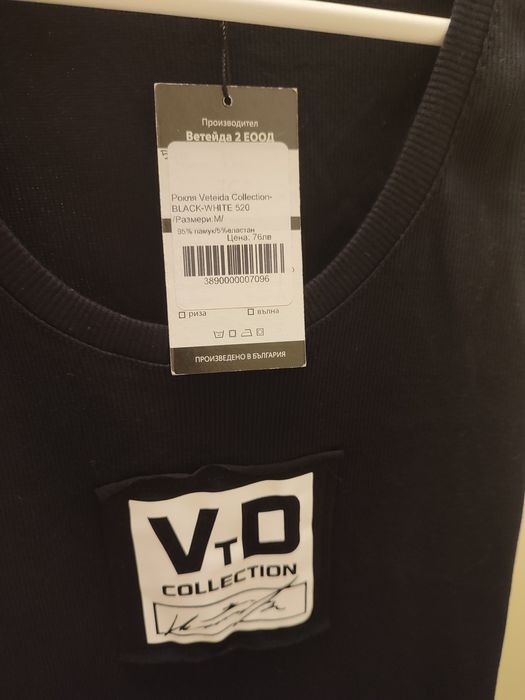 Производител
Ветейда 2 ЕООД
Рокля Veteida Collection-
BLACK-WHITE 520
/Размери:M/
95% памук/5%еластан
Цена: 76лв
3890000007096
риза
вълна
ПРОИЗВЕДЕНО В БЪЛГАРИЯ
VTD
COLLECTION